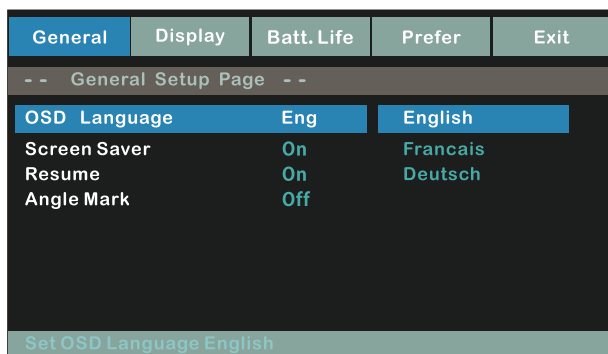 General Display Batt. Life Prefer Exit
-- General Setup Page --
OSD Language Eng English
Screen Saver On Francais
Resume On Deutsch
Angle Mark Off
Set OSD Language English